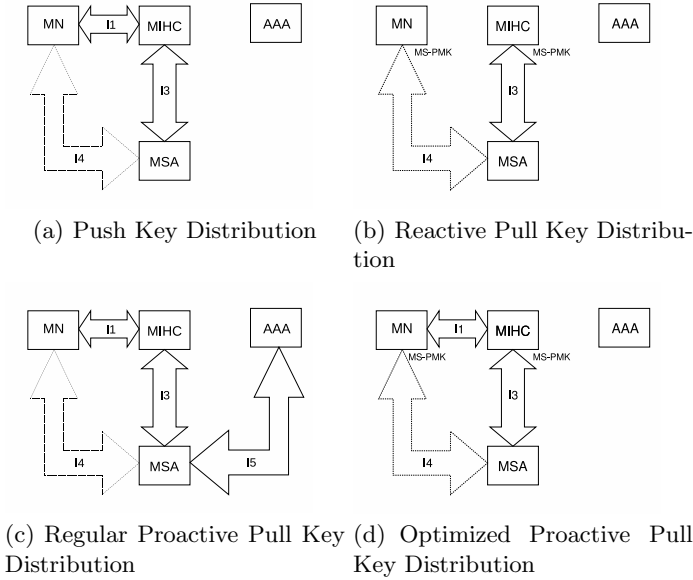 MN I1 MIHC AAA
I3
I4 MSA
MN MIHC AAA
MS-PMK MS-PMK
I3
I4 MSA
(a) Push Key Distribution
(b) Reactive Pull Key Distribu-
tion
MN I1 MIHC AAA
I3
I4 MSA I5
MN I1 MIHC AAA
MS-PMK MS-PMK
I3
I4 MSA
(c) Regular Proactive Pull Key
Distribution
(d) Optimized Proactive Pull
Key Distribution